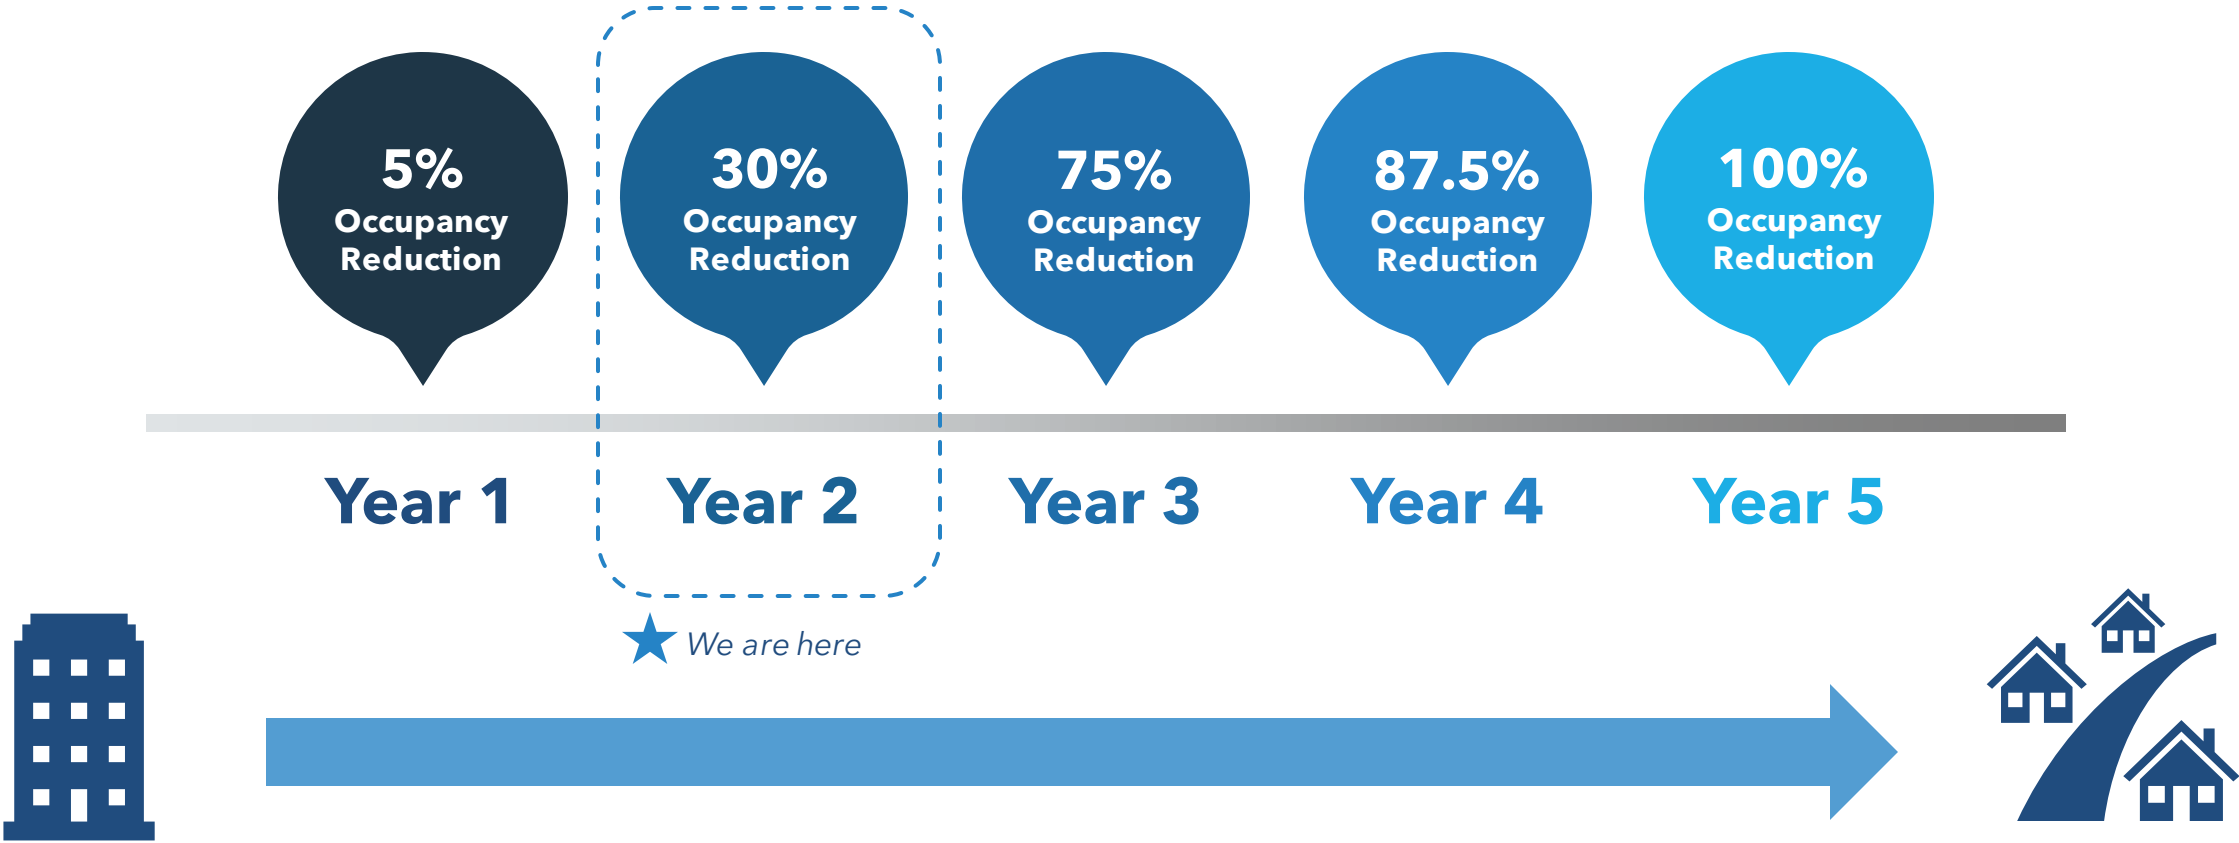 5%
Occupancy
Reduction
30%
Occupancy
Reduction
75%
Occupancy
Reduction
87.5%
Occupancy
Reduction
100%
Occupancy
Reduction
Year 1
Year 2
Year 3
Year 4
Year 5
We are here